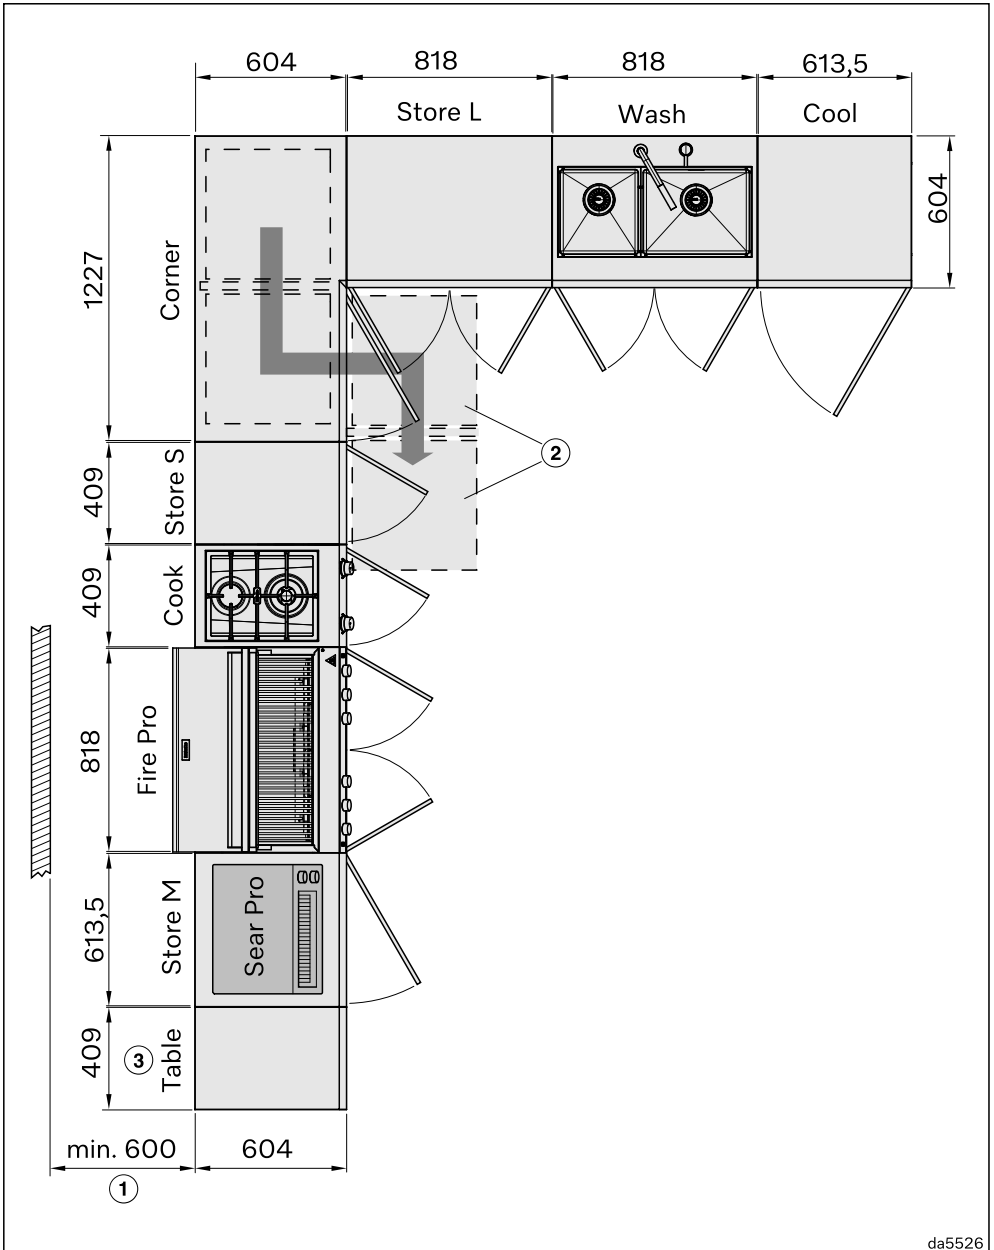 604
818
818
613,5
Store L
Wash
Cool
604
1227
Corner
409
Store S
2
409
Cook
818
Fire Pro
613,5
Store M
Sear Pro
409
3
Table
min. 600
604
1
da5526